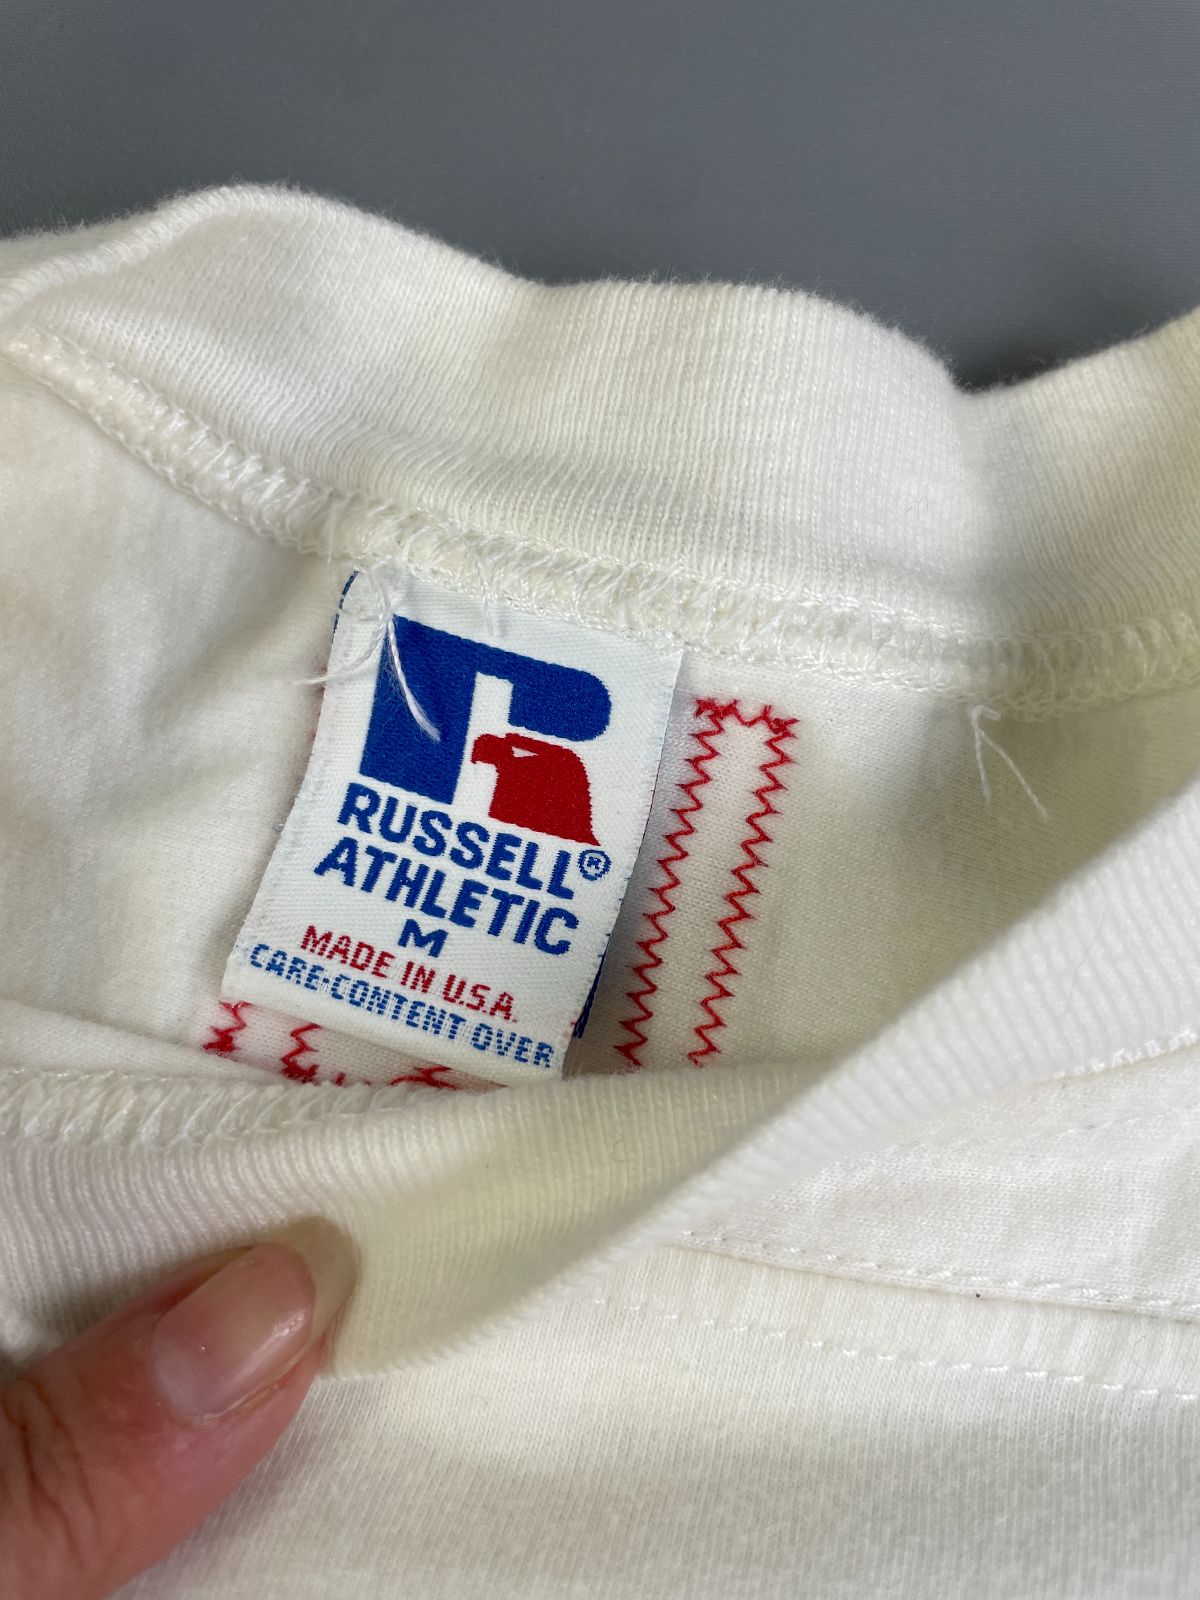 RUSSELL®
ATHLETIC
M
MADE IN U.S.A.
CARE-CONTENT OVER